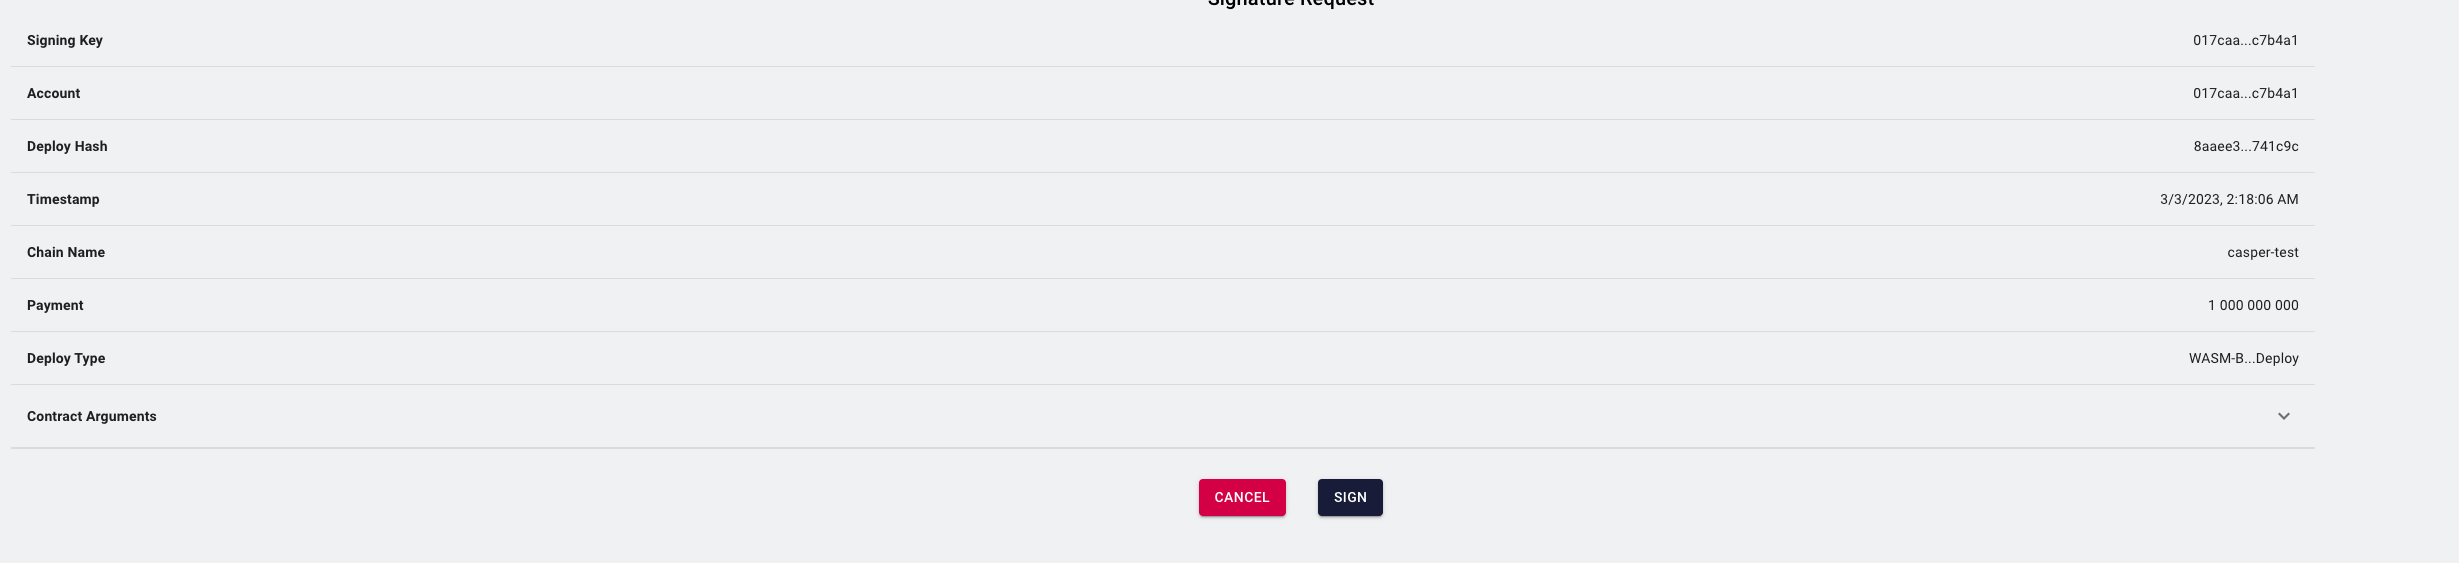 Signature Request
Signing Key 017caa...c7b4a1
Account 017caa...c7b4a1
Deploy Hash 8aaee3...741c9c
Timestamp 3/3/2023, 2:18:06 AM
Chain Name casper-test
Payment 1 000 000 000
Deploy Type WASM-B...Deploy
Contract Arguments
CANCEL SIGN